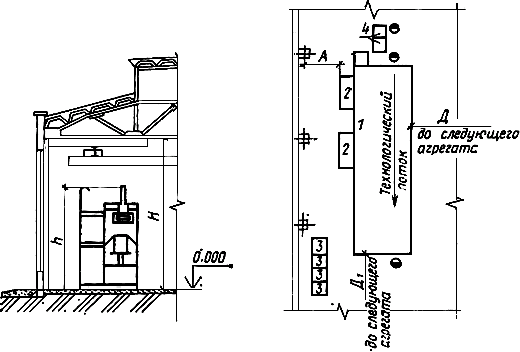 h
H
0.000
4
А
2
1
2
Технологический
поток
Д
до следующего
агрегата
3
3
3
3
Д₁
до следующего
агрегата